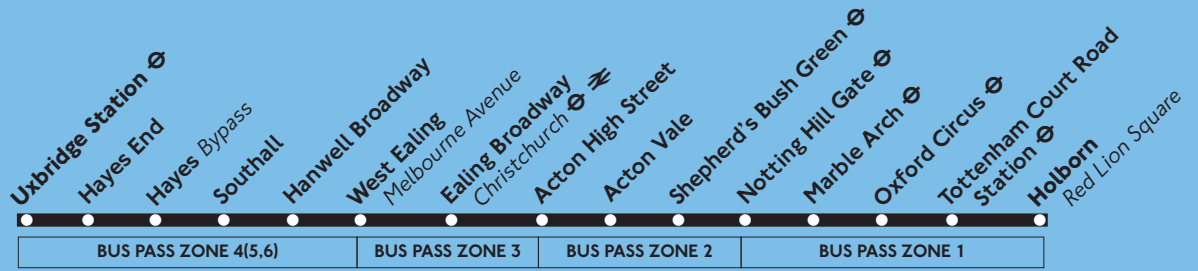 Uxbridge Station
Hayes End
Hayes Bypass
Southall
Hanwell Broadway
West Ealing
Melbourne Avenue
Ealing Broadway
Christchurch
Acton High Street
Acton Vale
Shepherd's Bush Green
Notting Hill Gate
Marble Arch
Oxford Circus
Tottenham Court Road
Station
Holborn
Red Lion Square
BUS PASS ZONE 4(5,6)
BUS PASS ZONE 3
BUS PASS ZONE 2
BUS PASS ZONE 1